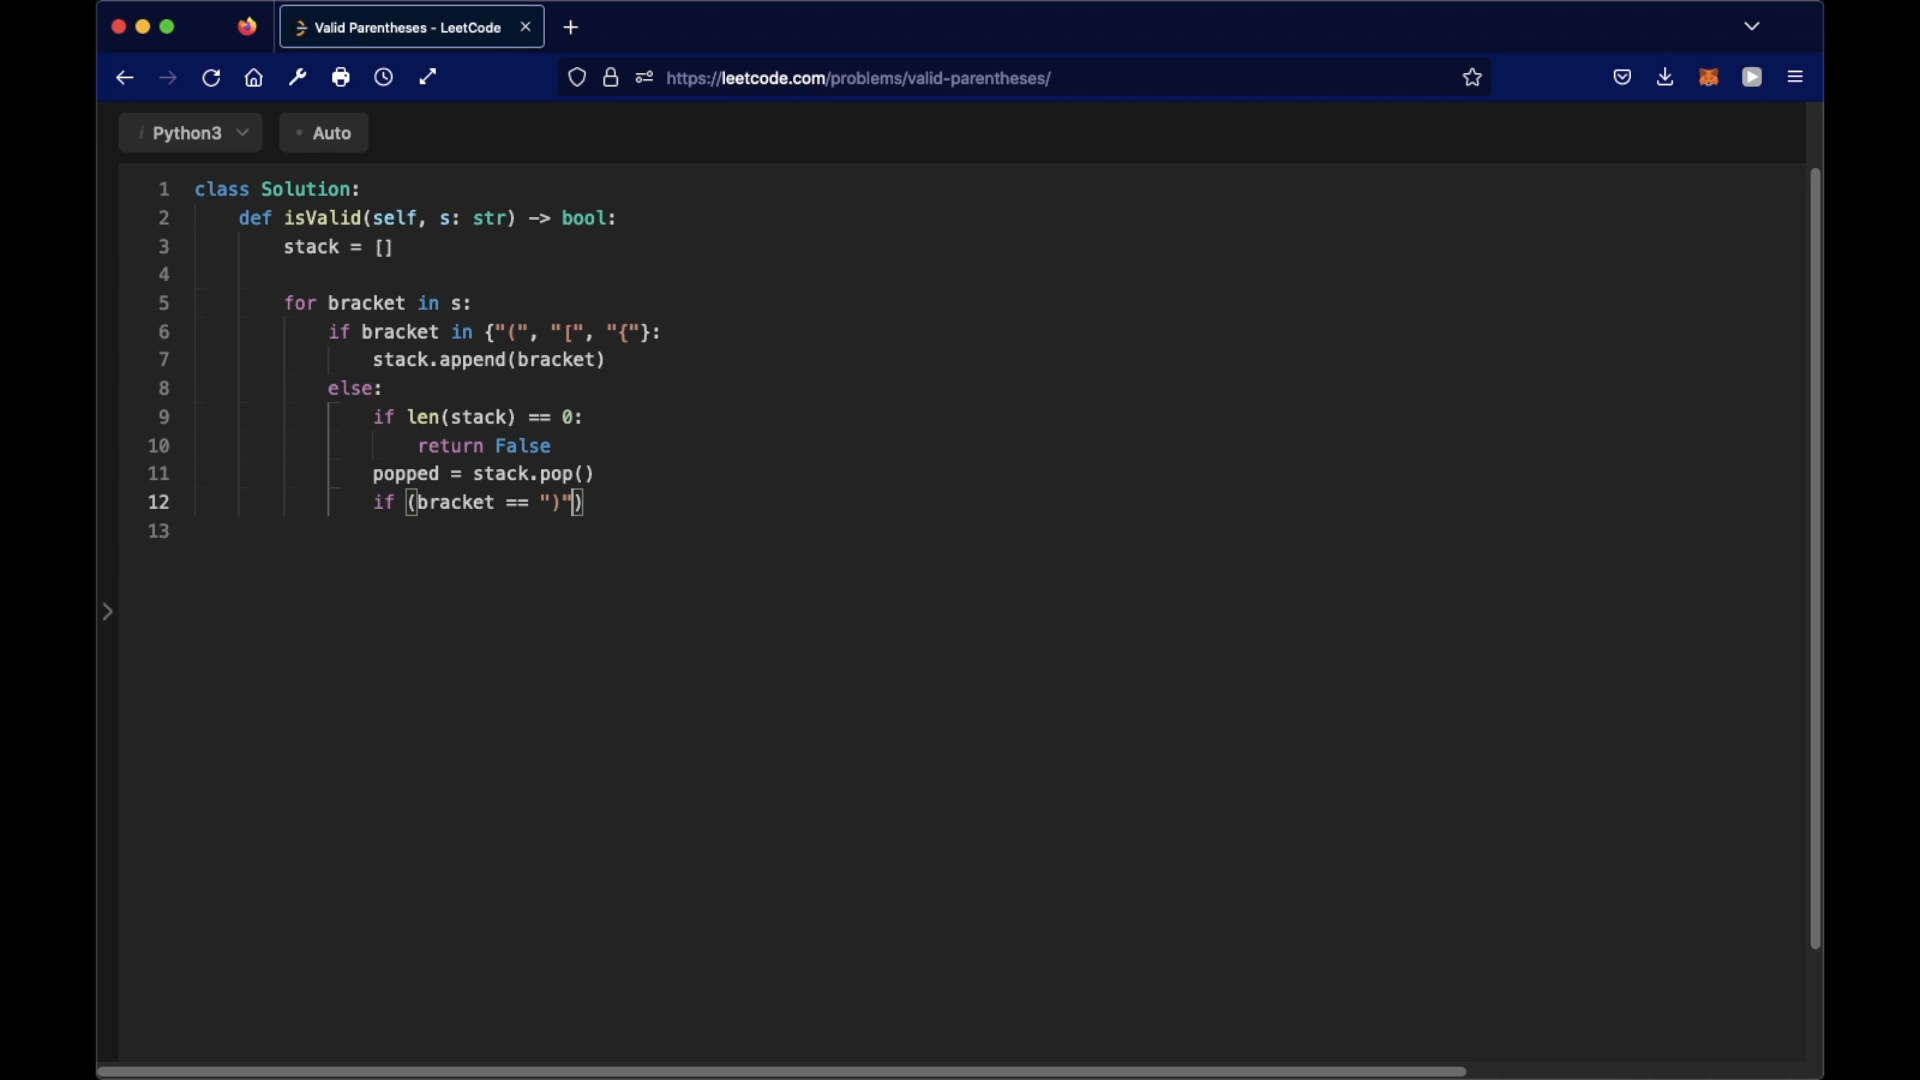 Valid Parentheses - LeetCode
https://leetcode.com/problems/valid-parentheses/
i Python3
Auto
1 class Solution:
2 def isValid(self, s: str) -> bool:
3 stack = []
4
5 for bracket in s:
6 if bracket in {"(", "[", "{"}:
7 stack.append(bracket)
8 else:
9 if len(stack) == 0:
10 return False
11 popped = stack.pop()
12 if (bracket == ")")
13